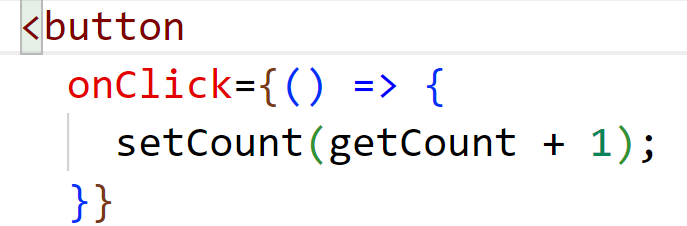 <button
onClick={() => {
setCount(getCount + 1);
}}